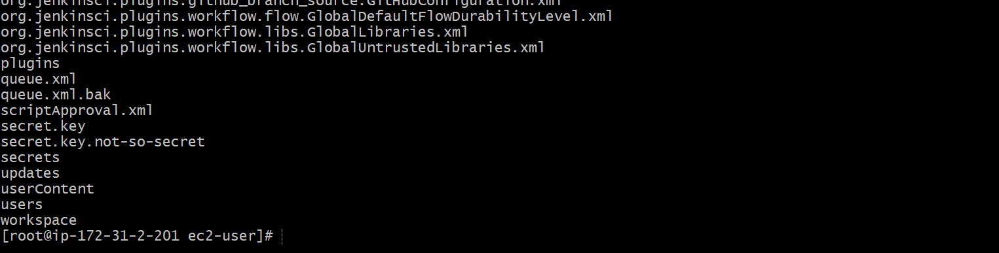 org.jenkinsci.plugins.github_branch_source.GitHubConfiguration.xml
org.jenkinsci.plugins.workflow.flow.GlobalDefaultFlowDurabilityLevel.xml
org.jenkinsci.plugins.workflow.libs.GlobalLibraries.xml
org.jenkinsci.plugins.workflow.libs.GlobalUntrustedLibraries.xml
plugins
queue.xml
queue.xml.bak
scriptApproval.xml
secret.key
secret.key.not-so-secret
secrets
updates
userContent
users
workspace
[root@ip-172-31-2-201 ec2-user]#